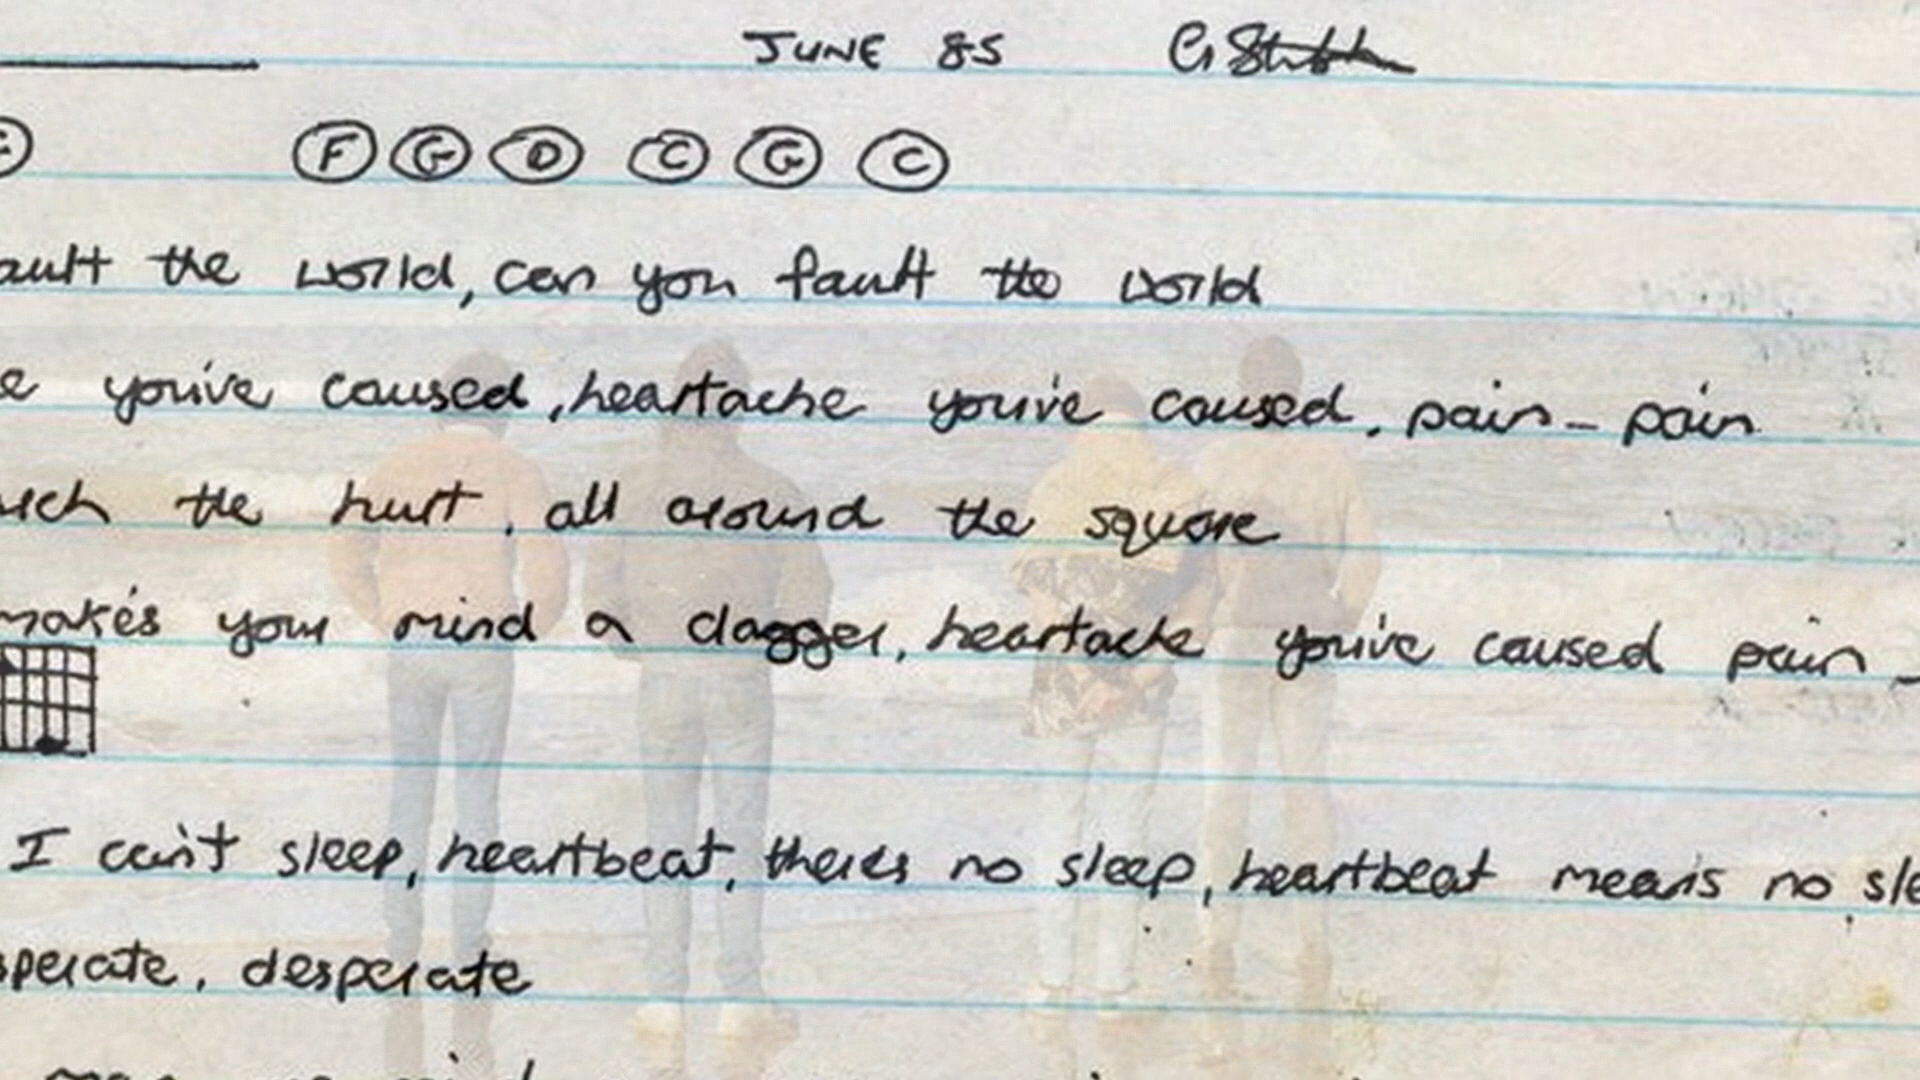 JUNE 85
F G D C G C
ault the world, can you fault the world
e you've caused, heartache you've caused, pain - pain
the hurt, all around the square
makes your mind a dagger, heartache you've caused pain -
I can't sleep, heartbeat, theres no sleep, heartbeat means no sle
sperate, desperate